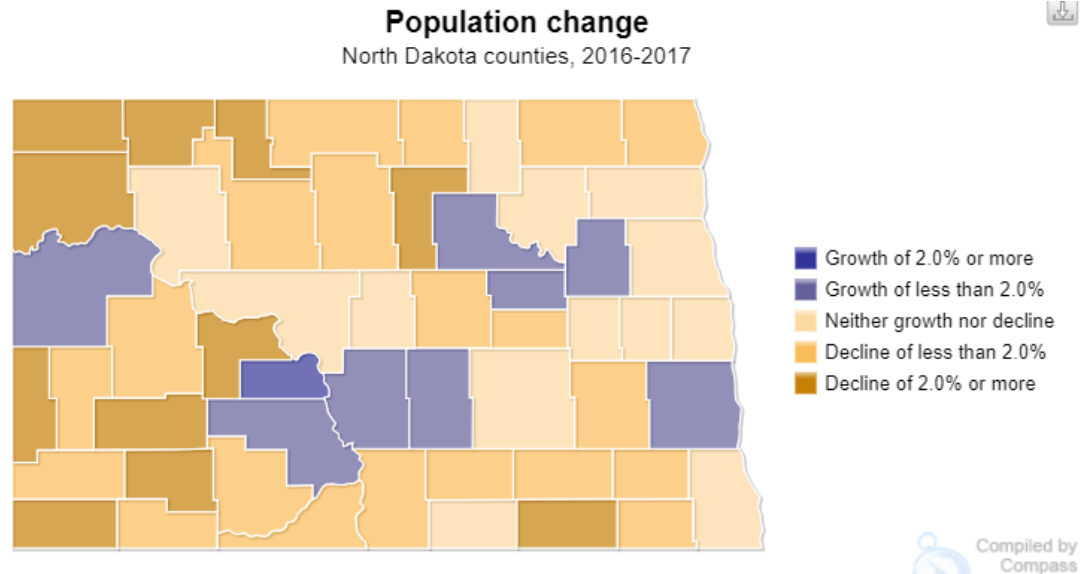 Population change
North Dakota counties, 2016-2017
Growth of 2.0% or more
Growth of less than 2.0%
Neither growth nor decline
Decline of less than 2.0%
Decline of 2.0% or more
Compiled by
Compass